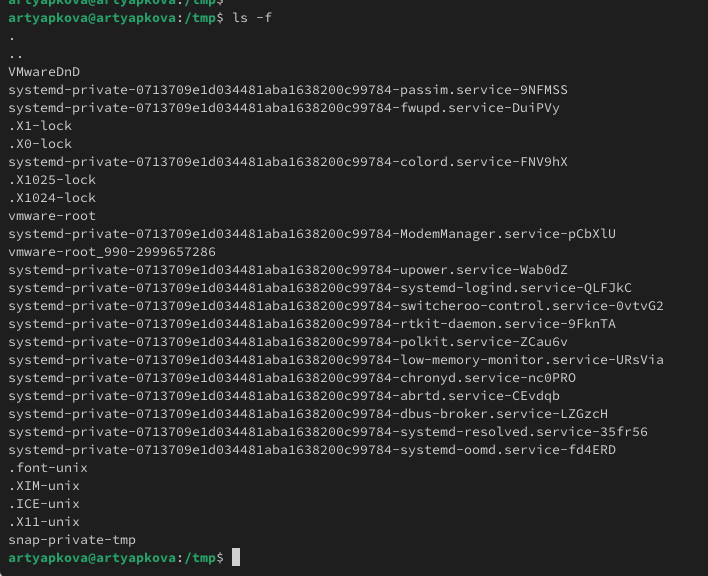 artyapkova@artyapkova:/tmp$
artyapkova@artyapkova:/tmp$ ls -f
.
..
VMwareDnD
systemd-private-0713709e1d034481aba1638200c99784-passim.service-9NFMSS
systemd-private-0713709e1d034481aba1638200c99784-fwupd.service-DuiPVy
.X1-lock
.X0-lock
systemd-private-0713709e1d034481aba1638200c99784-colord.service-FNV9hX
.X1025-lock
.X1024-lock
vmware-root
systemd-private-0713709e1d034481aba1638200c99784-ModemManager.service-pCbXlU
vmware-root_990-2999657286
systemd-private-0713709e1d034481aba1638200c99784-upower.service-Wab0dZ
systemd-private-0713709e1d034481aba1638200c99784-systemd-logind.service-QLFJkC
systemd-private-0713709e1d034481aba1638200c99784-switcheroo-control.service-0vtvG2
systemd-private-0713709e1d034481aba1638200c99784-rtkit-daemon.service-9FknTA
systemd-private-0713709e1d034481aba1638200c99784-polkit.service-ZCau6v
systemd-private-0713709e1d034481aba1638200c99784-low-memory-monitor.service-URsVia
systemd-private-0713709e1d034481aba1638200c99784-chronyd.service-nc0PRO
systemd-private-0713709e1d034481aba1638200c99784-abrtd.service-CEvdqb
systemd-private-0713709e1d034481aba1638200c99784-dbus-broker.service-LZGzcH
systemd-private-0713709e1d034481aba1638200c99784-systemd-resolved.service-35fr56
systemd-private-0713709e1d034481aba1638200c99784-systemd-oomd.service-fd4ERD
.font-unix
.XIM-unix
.ICE-unix
.X11-unix
snap-private-tmp
artyapkova@artyapkova:/tmp$